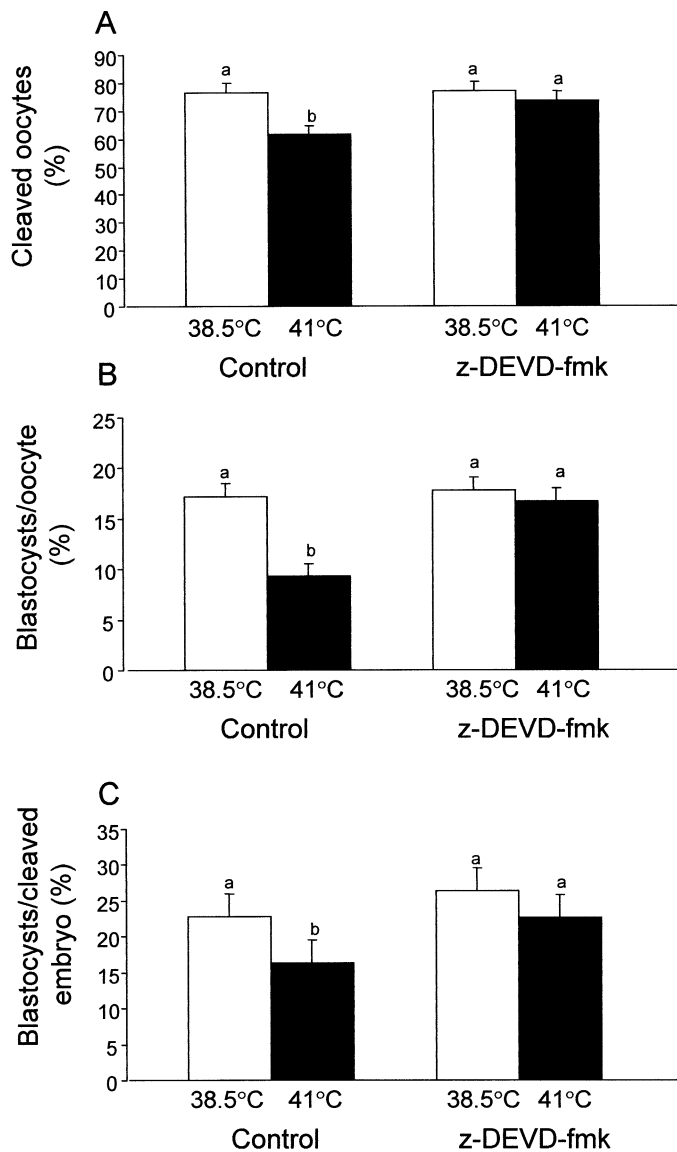 A
Cleaved oocytes
(%)
90
80
70
60
50
40
30
20
10
0
a
b
a
a
38.5°C 41°C 38.5°C 41°C
Control z-DEVD-fmk
B
Blastocysts/oocyte
(%)
25
20
15
10
5
0
a
b
a
a
38.5°C 41°C 38.5°C 41°C
Control z-DEVD-fmk
C
Blastocysts/cleaved
embryo (%)
35
30
25
20
15
10
5
0
a
b
a
a
38.5°C 41°C 38.5°C 41°C
Control z-DEVD-fmk